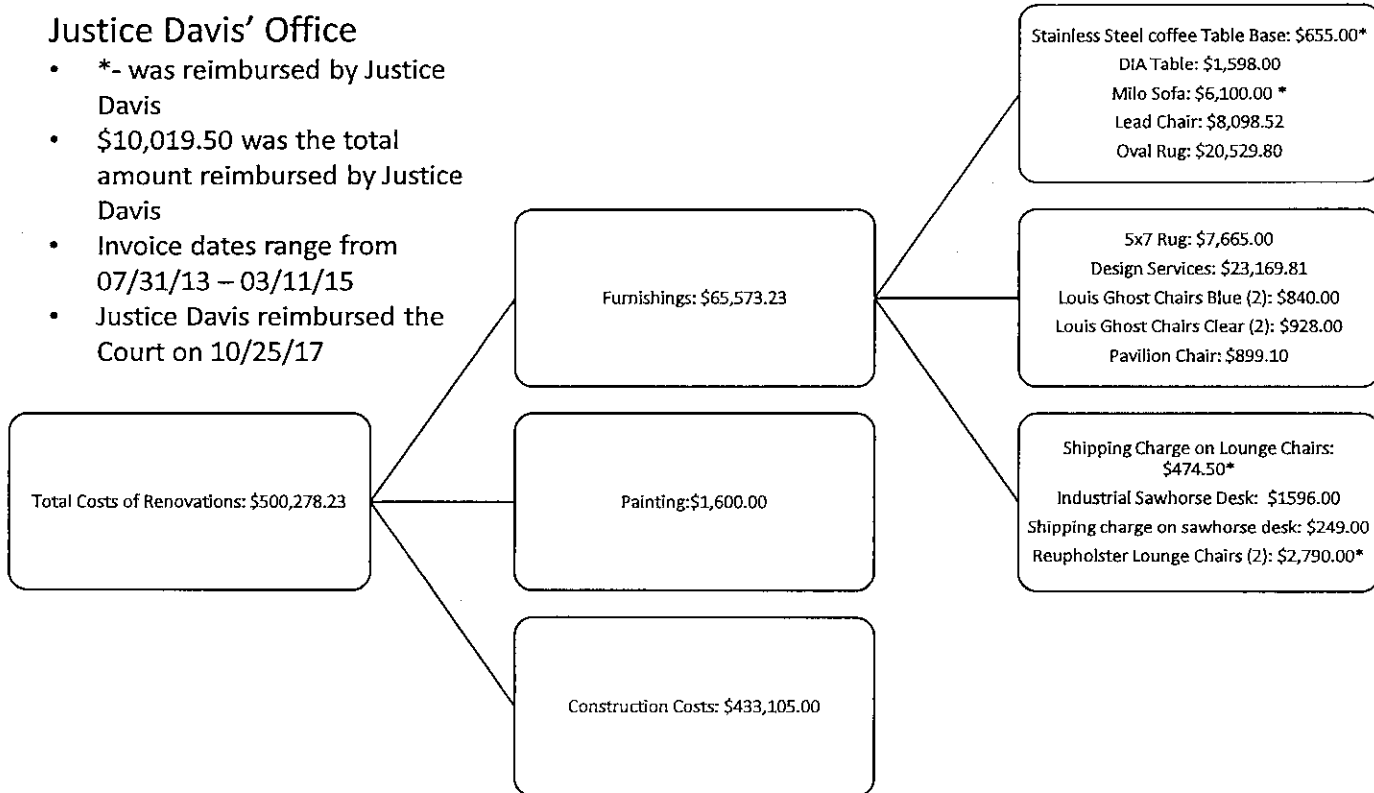 Justice Davis' Office
• *- was reimbursed by Justice
Davis
• $10,019.50 was the total
amount reimbursed by Justice
Davis
• Invoice dates range from
07/31/13 – 03/11/15
• Justice Davis reimbursed the
Court on 10/25/17
Total Costs of Renovations: $500,278.23
Furnishings: $65,573.23
Painting:$1,600.00
Construction Costs: $433,105.00
Stainless Steel coffee Table Base: $655.00*
DIA Table: $1,598.00
Milo Sofa: $6,100.00 *
Lead Chair: $8,098.52
Oval Rug: $20,529.80
5x7 Rug: $7,665.00
Design Services: $23,169.81
Louis Ghost Chairs Blue (2): $840.00
Louis Ghost Chairs Clear (2): $928.00
Pavilion Chair: $899.10
Shipping Charge on Lounge Chairs:
$474.50*
Industrial Sawhorse Desk: $1596.00
Shipping charge on sawhorse desk: $249.00
Reupholster Lounge Chairs (2): $2,790.00*